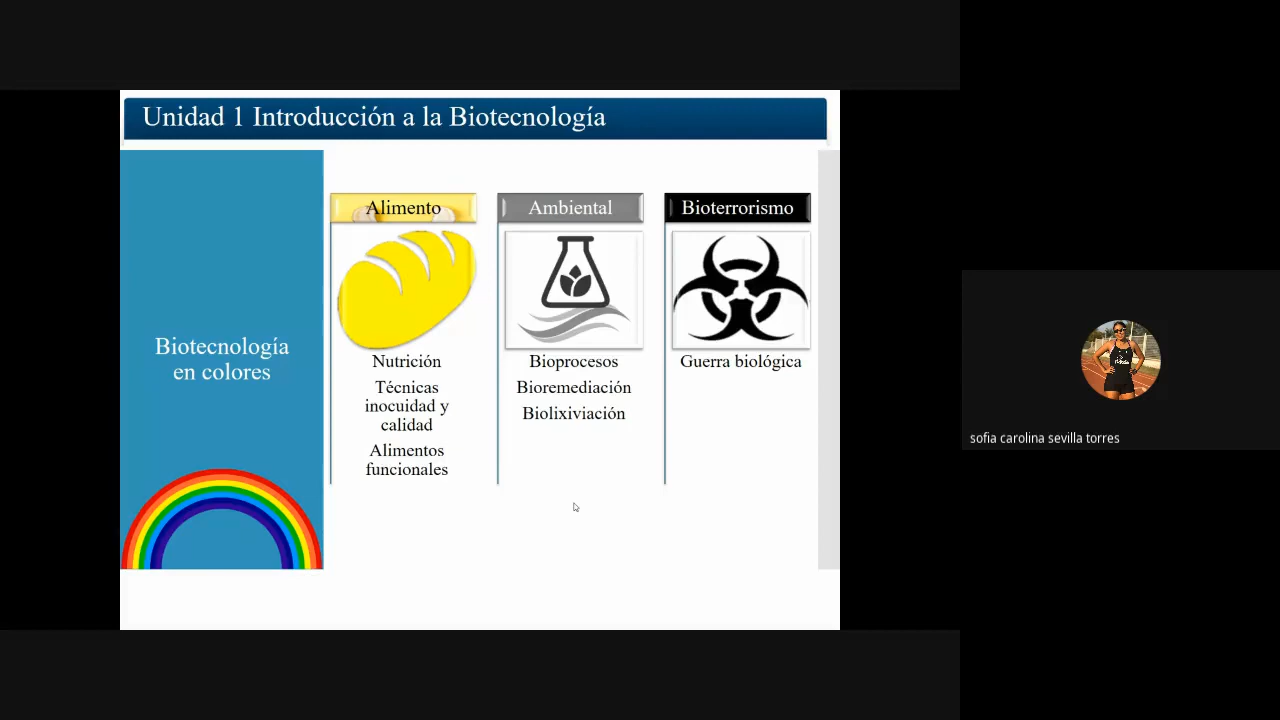 Unidad 1 Introducción a la Biotecnología
Biotecnología
en colores
Alimento
Nutrición
Técnicas
inocuidad y
calidad
Alimentos
funcionales
Ambiental
Bioprocesos
Bioremediación
Biolixiviación
Bioterrorismo
Guerra biológica
sofia carolina sevilla torres